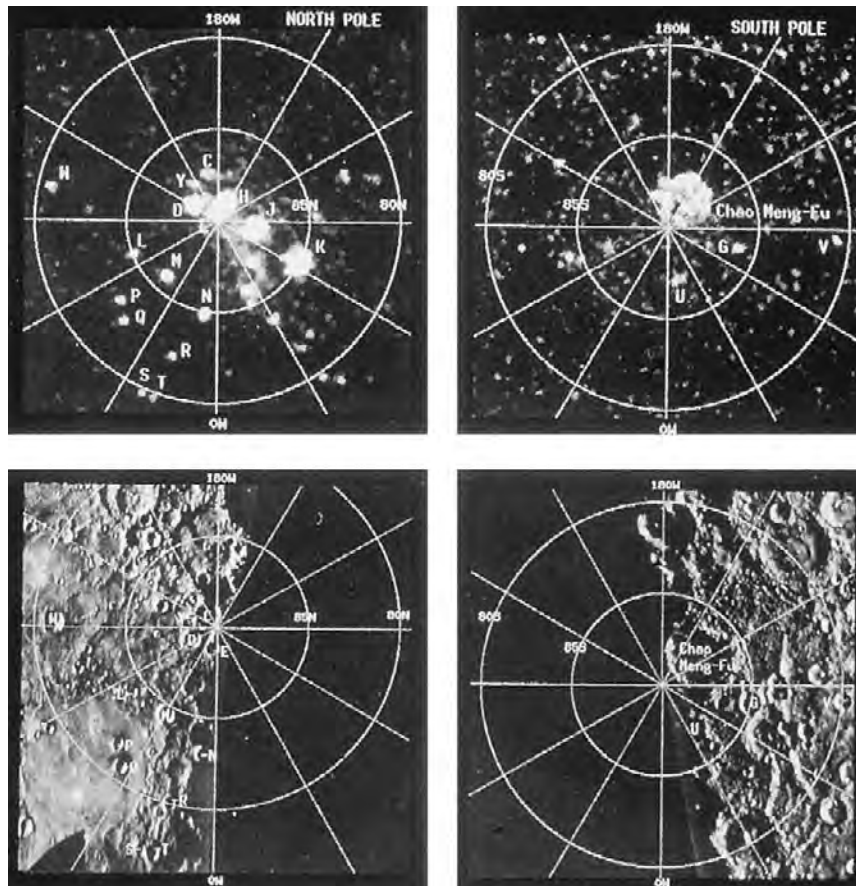 180W NORTH POLE
W
C
Y
D
H
J
85N 80N
K
L
M
N
P
Q
R
S T
0W
180W SOUTH POLE
80S
85S
Chao Meng-Fu
G
V
U
0W
180W
W
D
E
85N 80N
L
P
N
R
S T
0W
180W
80S
85S
Chao
Meng-Fu
G
U
0W